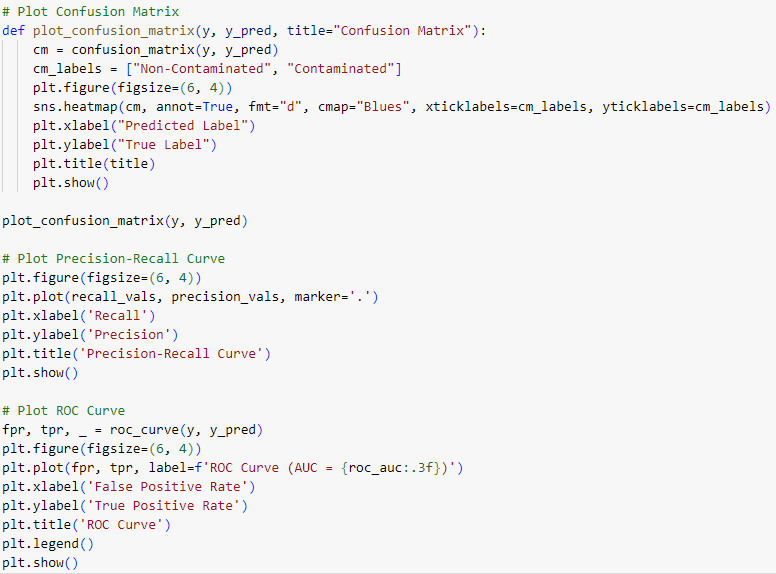 # Plot Confusion Matrix
def plot_confusion_matrix(y, y_pred, title="Confusion Matrix"):
    cm = confusion_matrix(y, y_pred)
    cm_labels = ["Non-Contaminated", "Contaminated"]
    plt.figure(figsize=(6, 4))
    sns.heatmap(cm, annot=True, fmt="d", cmap="Blues", xticklabels=cm_labels, yticklabels=cm_labels)
    plt.xlabel("Predicted Label")
    plt.ylabel("True Label")
    plt.title(title)
    plt.show()

plot_confusion_matrix(y, y_pred)

# Plot Precision-Recall Curve
plt.figure(figsize=(6, 4))
plt.plot(recall_vals, precision_vals, marker='.')
plt.xlabel('Recall')
plt.ylabel('Precision')
plt.title('Precision-Recall Curve')
plt.show()

# Plot ROC Curve
fpr, tpr, _ = roc_curve(y, y_pred)
plt.figure(figsize=(6, 4))
plt.plot(fpr, tpr, label=f'ROC Curve (AUC = {roc_auc:.3f})')
plt.xlabel('False Positive Rate')
plt.ylabel('True Positive Rate')
plt.title('ROC Curve')
plt.legend()
plt.show()